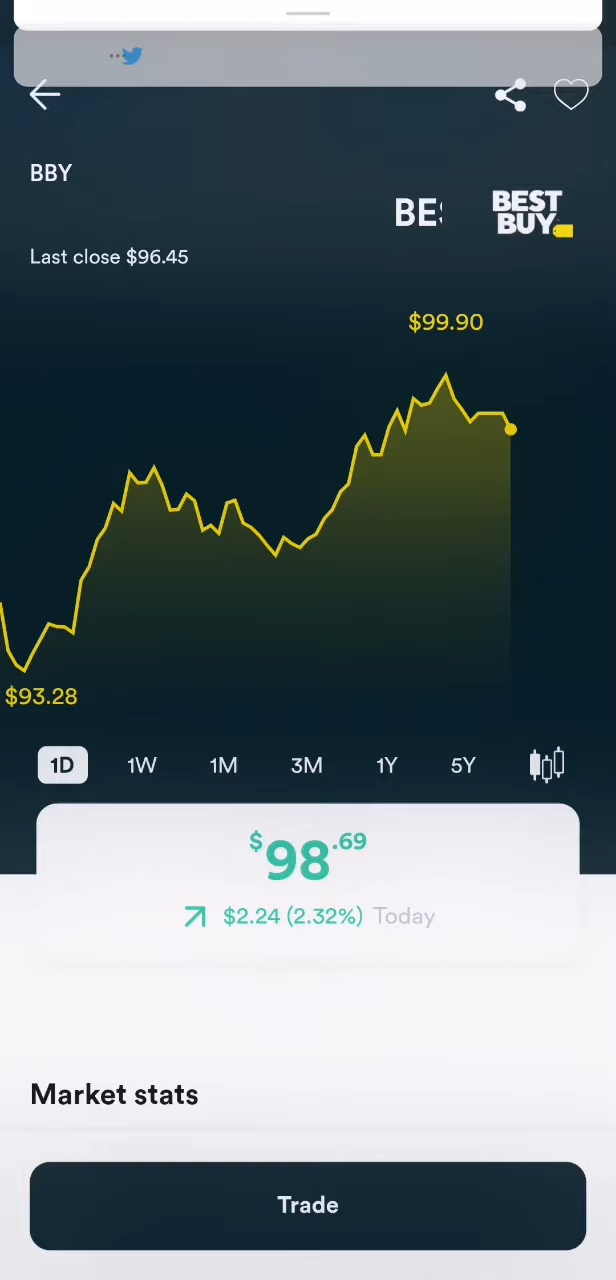 BBY
BE
BEST
BUY
Last close $96.45
$99.90
$93.28
1D 1W 1M 3M 1Y 5Y
$98.69
$2.24 (2.32%) Today
Market stats
Trade